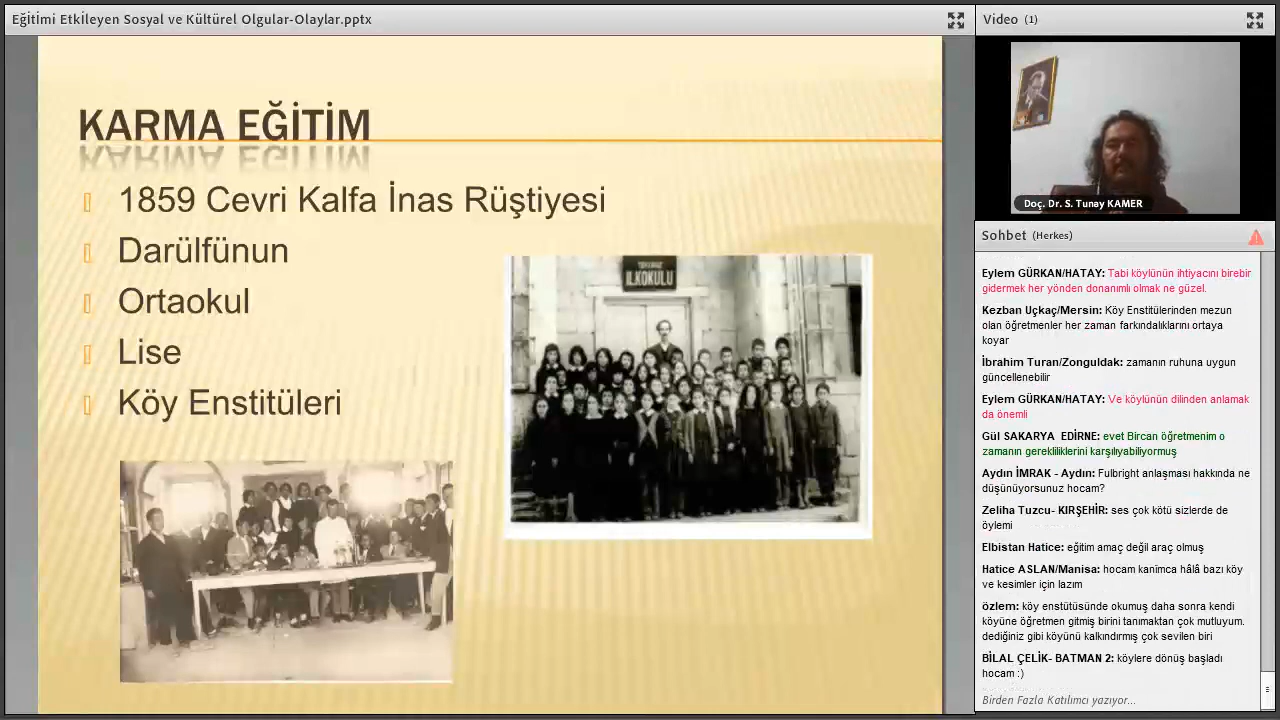 Eğitimi Etkileyen Sosyal ve Kültürel Olgular-Olaylar.pptx
KARMA EĞİTİM
1859 Cevri Kalfa İnas Rüştiyesi
Darülfünun
Ortaokul
Lise
Köy Enstitüleri
İLKOKULU
Video (1)
Doç. Dr. S. Tunay KAMER
Sohbet (Herkes)
Eylem GÜRKAN/HATAY: Tabi köylünün ihtiyacını birebir
gidermek her yönden donanımlı olmak ne güzel.
Kezban Uçkaç/Mersin: Köy Enstitülerinden mezun
olan öğretmenler her zaman farkındalıklarını ortaya
koyar
İbrahim Turan/Zonguldak: zamanın ruhuna uygun
güncellenebilir
Eylem GÜRKAN/HATAY: Ve köylünün dilinden anlamak
da önemli
Gül SAKARYA EDİRNE: evet Bircan öğretmenim o
zamanın gerekliliklerini karşılıyabiliyormuş
Aydın İMRAK - Aydın: Fulbright anlaşması hakkında ne
düşünüyorsunuz hocam?
Zeliha Tuzcu- KIRŞEHİR: ses çok kötü sizlerde de
öylemi
Elbistan Hatice: eğitim amaç değil araç olmuş
Hatice ASLAN/Manisa: hocam kanimca hâlâ bazı köy
ve kesimler için lazım
özlem: köy enstütüsünde okumuş daha sonra kendi
köyüne öğretmen gitmiş birini tanımaktan çok mutluyum.
dediğiniz gibi köyünü kalkındırmış çok sevilen biri
BİLAL ÇELİK- BATMAN 2: köylere dönüş başladı
hocam :)
Birden Fazla Katılımcı yazıyor...